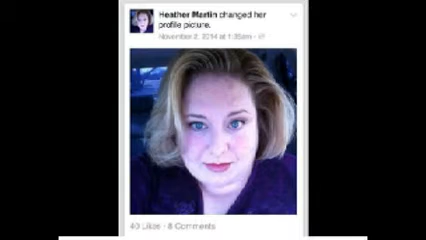 Heather Martin changed her
profile picture.
November 2, 2014 at 1:35am ·
40 Likes · 8 Comments